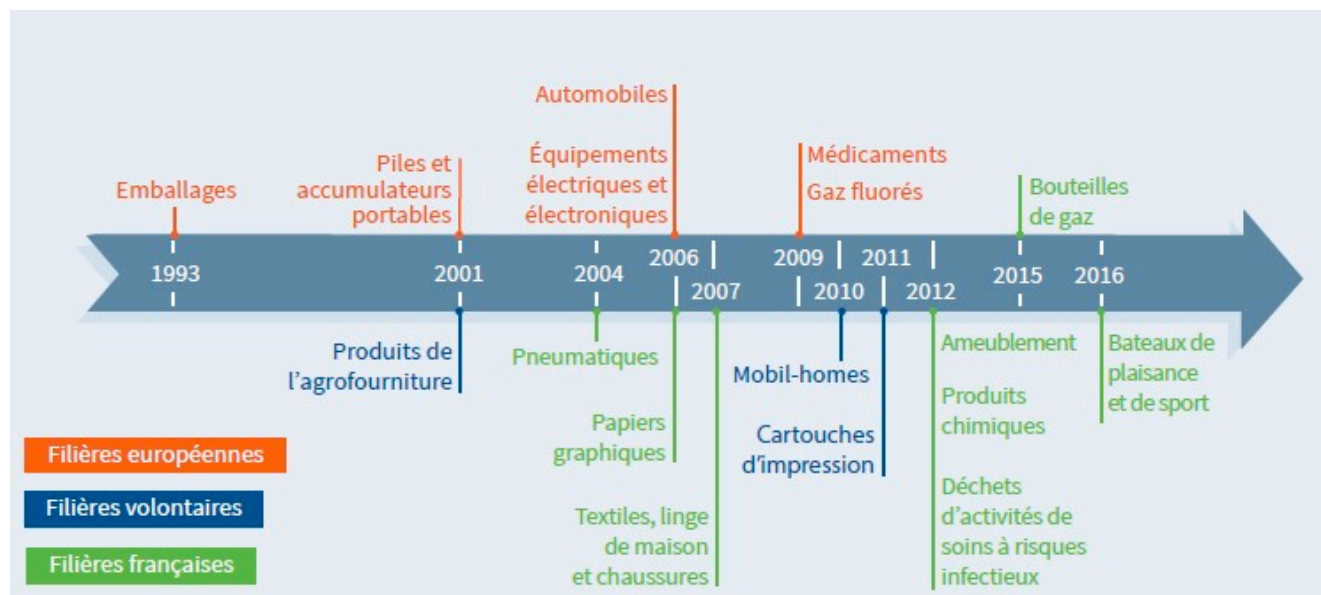 Automobiles
Équipements
électriques et
électroniques
Médicaments
Gaz fluorés
Piles et
accumulateurs
portables
Emballages
Bouteilles
de gaz
1993
2001
2004
2006
2007
2009
2010
2011
2012
2015
2016
Produits de
l’agrofourniture
Pneumatiques
Papiers
graphiques
Textiles, linge
de maison
et chaussures
Mobil-homes
Cartouches
d’impression
Ameublement
Produits
chimiques
Déchets
d’activités de
soins à risques
infectieux
Bateaux de
plaisance
et de sport
Filières européennes
Filières volontaires
Filières françaises